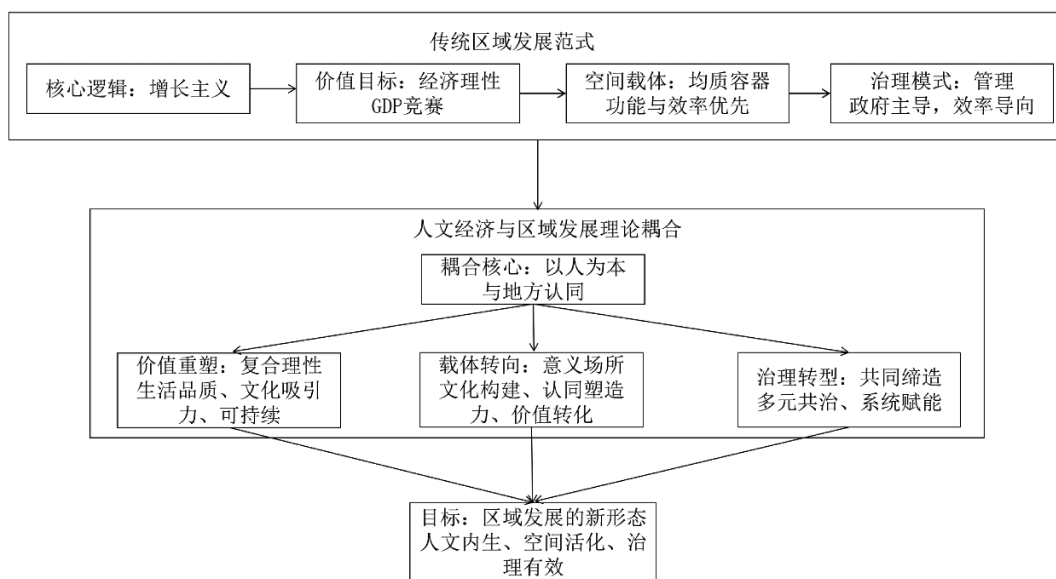 传统区域发展范式
核心逻辑：增长主义
价值目标：经济理性
GDP竞赛
空间载体：均质容器
功能与效率优先
治理模式：管理
政府主导，效率导向
人文经济与区域发展理论耦合
耦合核心：以人为本
与地方认同
价值重塑：复合理性
生活品质、文化吸引
力、可持续
载体转向：意义场所
文化构建、认同塑造
力、价值转化
治理转型：共同缔造
多元共治、系统赋能
目标：区域发展的新形态
人文内生、空间活化、治
理有效